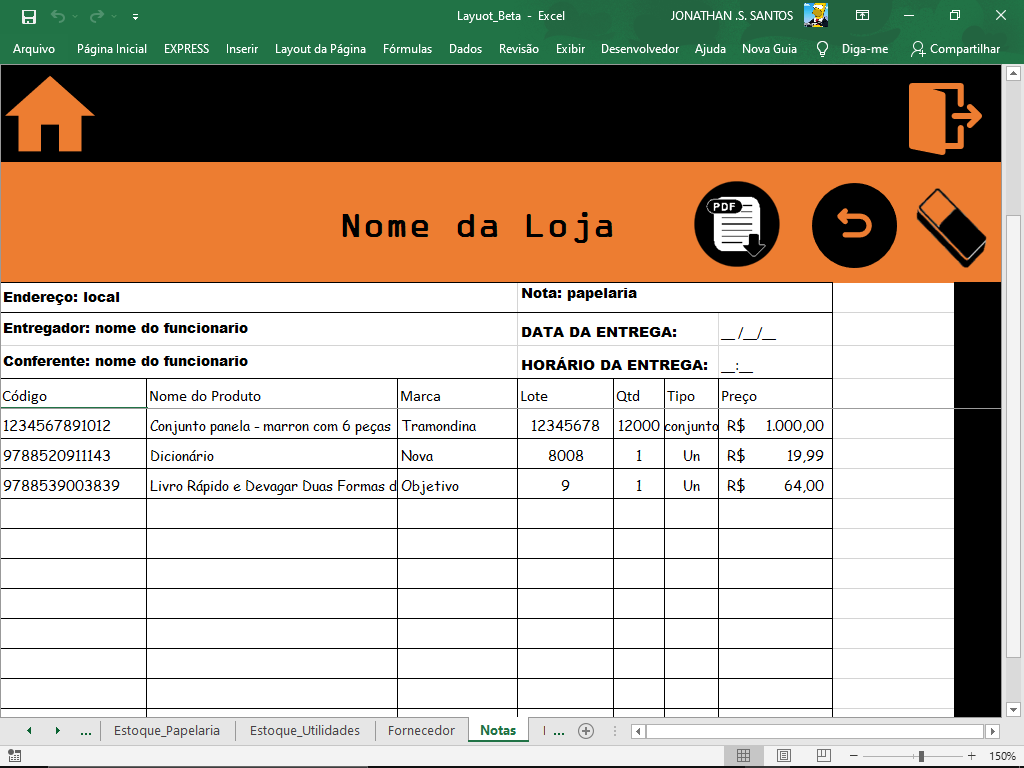 Layuot_Beta - Excel
JONATHAN .S. SANTOS
Arquivo Página Inicial EXPRESS Inserir Layout da Página Fórmulas Dados Revisão Exibir Desenvolvedor Ajuda Nova Guia Diga-me Compartilhar
PDF
Nome da Loja
Endereço: local Nota: papelaria
Entregador: nome do funcionario DATA DA ENTREGA: __/__/__
Conferente: nome do funcionario HORÁRIO DA ENTREGA: __:__
Código Nome do Produto Marca Lote Qtd Tipo Preço
1234567891012 Conjunto panela - marron com 6 peças Tramondina 12345678 12000 conjunto R$ 1.000,00
9788520911143 Dicionário Nova 8008 1 Un R$ 19,99
9788539003839 Livro Rápido e Devagar Duas Formas d Objetivo 9 1 Un R$ 64,00
... Estoque_Papelaria Estoque_Utilidades Fornecedor Notas ...
150%